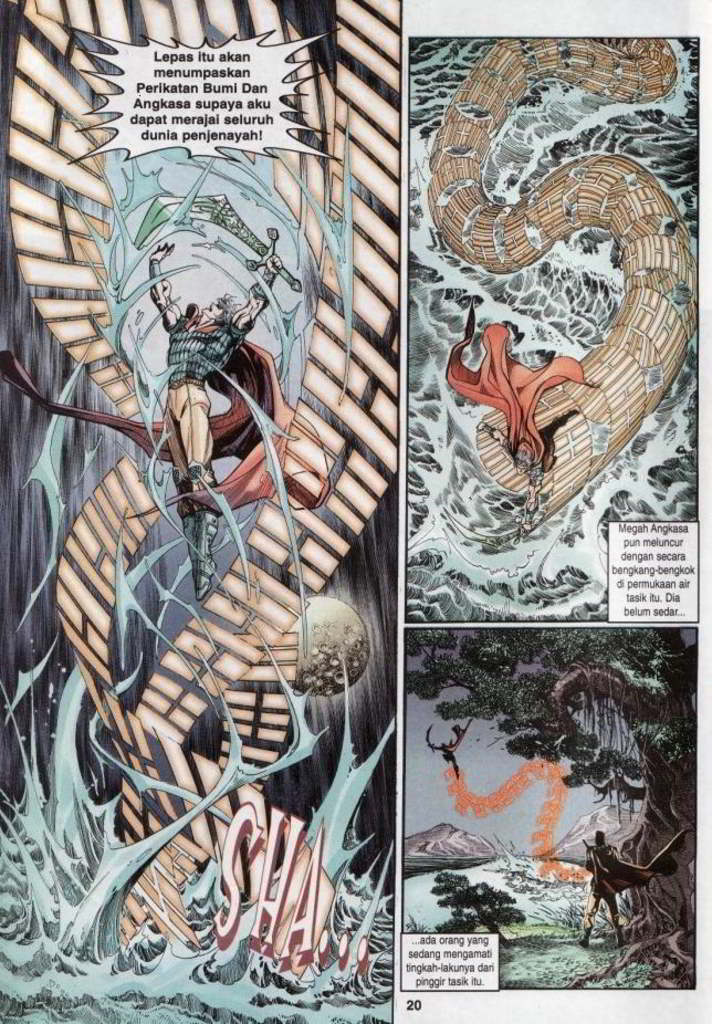 Lepas itu akan
menumpaskan
Perikatan Bumi Dan
Angkasa supaya aku
dapat merajai seluruh
dunia penjenayah!
SHA...
Megah Angkasa
pun meluncur
dengan secara
bengkang-bengkok
di permukaan air
tasik itu. Dia
belum sedar...
...ada orang yang
sedang mengamati
tingkah-lakunya dari
pinggir tasik itu.
20